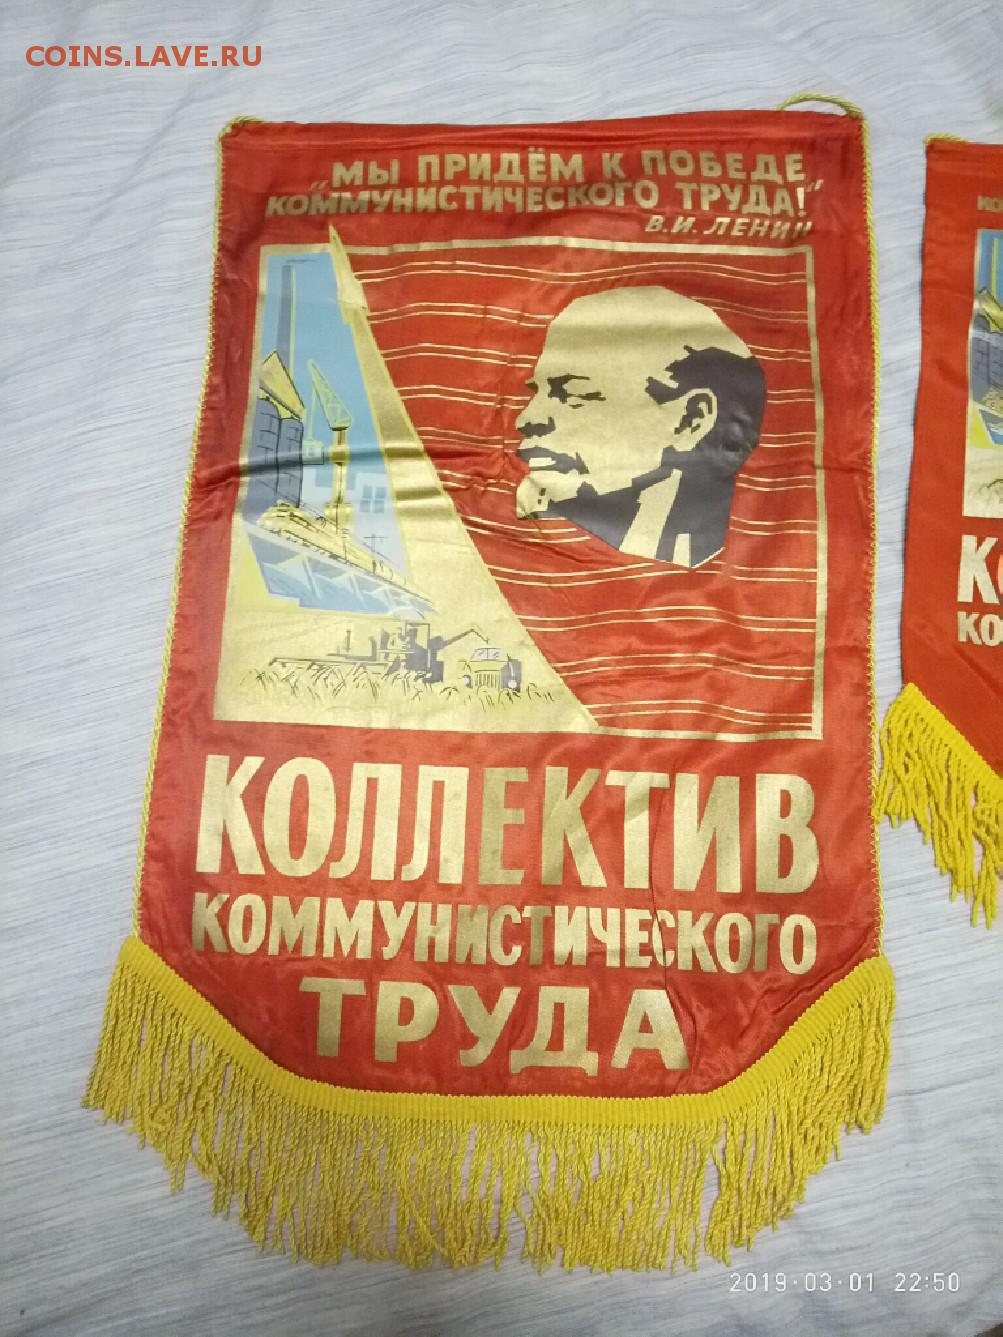 COINS.LAVE.RU
„МЫ ПРИДЁМ К ПОБЕДЕ
КОММУНИСТИЧЕСКОГО ТРУДА!"
В.И. ЛЕНИН
КОЛЛЕКТИВ
КОММУНИСТИЧЕСКОГО
ТРУДА
2019·03·01 22:50